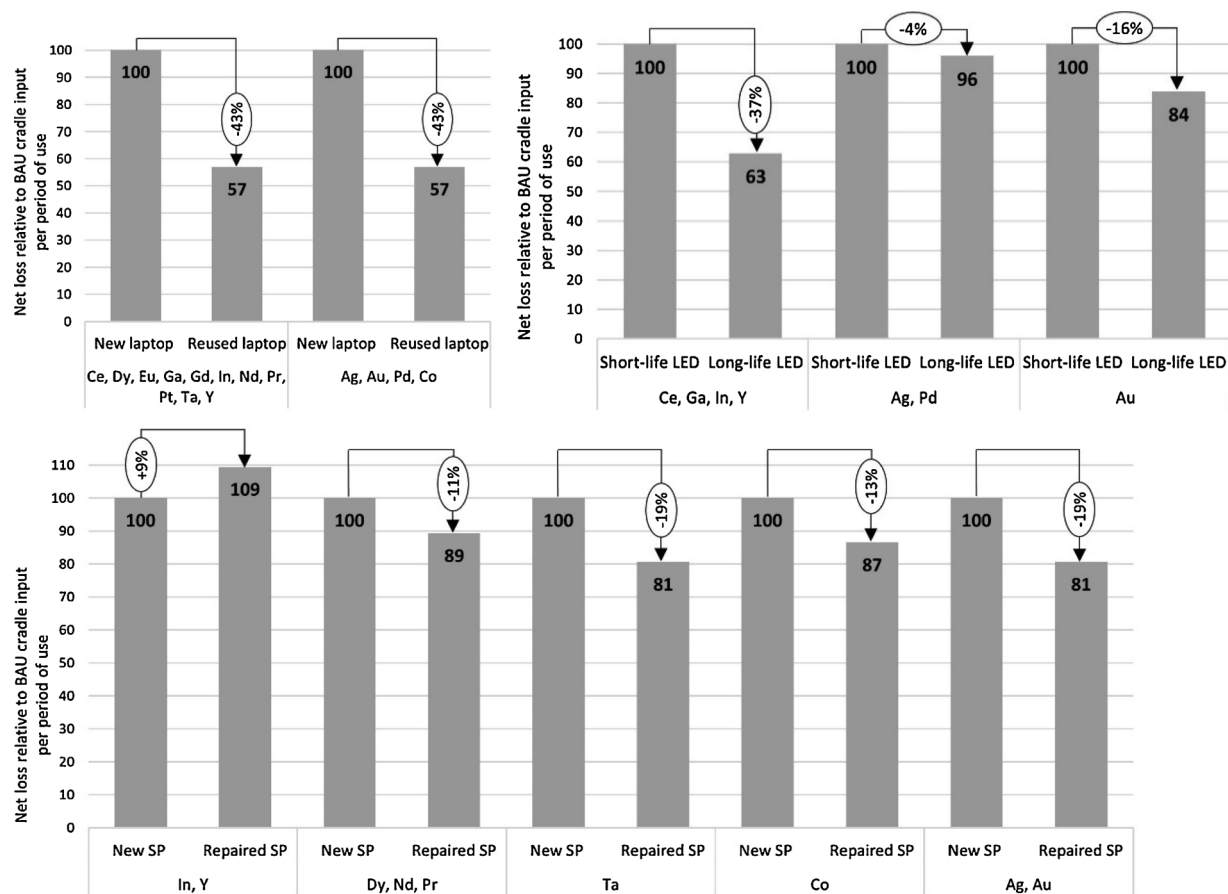 Net loss relative to BAU cradle input
per period of use
100
90
80
70
60
50
40
30
20
10
0
100
-43%
57
100
-43%
57
New laptop
Reused laptop
New laptop
Reused laptop
Ce, Dy, Eu, Ga, Gd, In, Nd, Pr,
Pt, Ta, Y
Ag, Au, Pd, Co
Net loss relative to BAU cradle input
per period of use
100
90
80
70
60
50
40
30
20
10
0
100
-37%
63
100
-4%
96
100
-16%
84
Short-life LED
Long-life LED
Short-life LED
Long-life LED
Short-life LED
Long-life LED
Ce, Ga, In, Y
Ag, Pd
Au
Net loss relative to BAU cradle input
per period of use
110
100
90
80
70
60
50
40
30
20
10
0
+9%
100
109
100
-11%
89
100
-19%
81
100
-13%
87
100
-19%
81
New SP
Repaired SP
New SP
Repaired SP
New SP
Repaired SP
New SP
Repaired SP
New SP
Repaired SP
In, Y
Dy, Nd, Pr
Ta
Co
Ag, Au